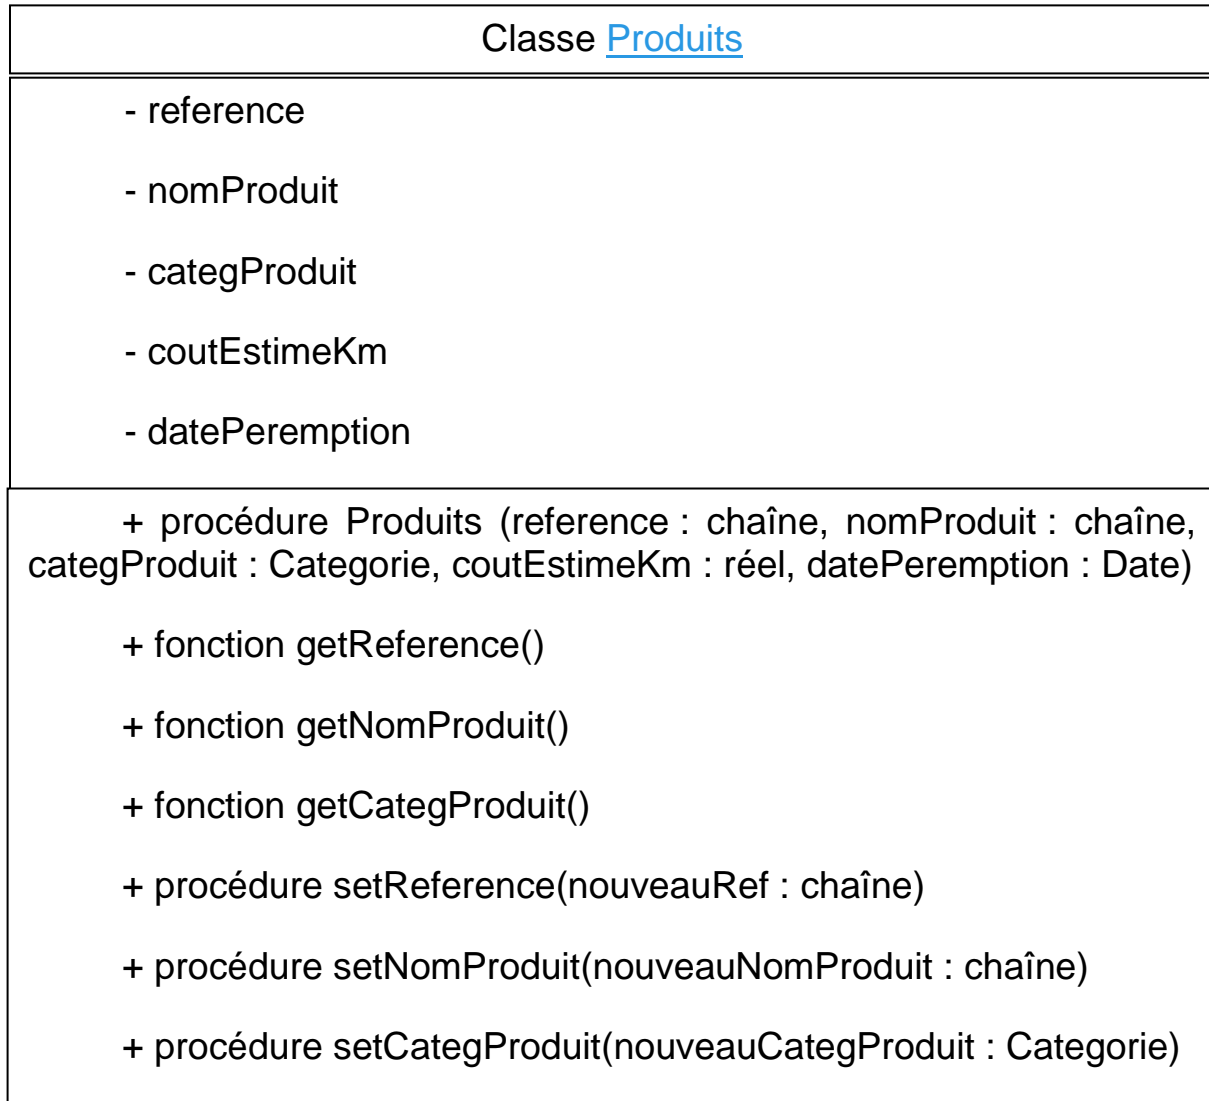 Classe Produits
- reference
- nomProduit
- categProduit
- coutEstimeKm
- datePeremption
+ procédure Produits (reference : chaîne, nomProduit : chaîne,
categProduit : Categorie, coutEstimeKm : réel, datePeremption : Date)
+ fonction getReference()
+ fonction getNomProduit()
+ fonction getCategProduit()
+ procédure setReference(nouveauRef : chaîne)
+ procédure setNomProduit(nouveauNomProduit : chaîne)
+ procédure setCategProduit(nouveauCategProduit : Categorie)